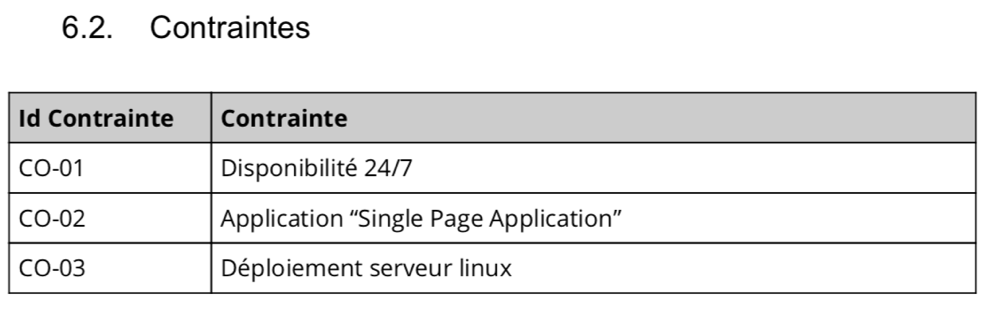 6.2. Contraintes
Id Contrainte Contrainte
CO-01 Disponibilité 24/7
CO-02 Application “Single Page Application”
CO-03 Déploiement serveur linux